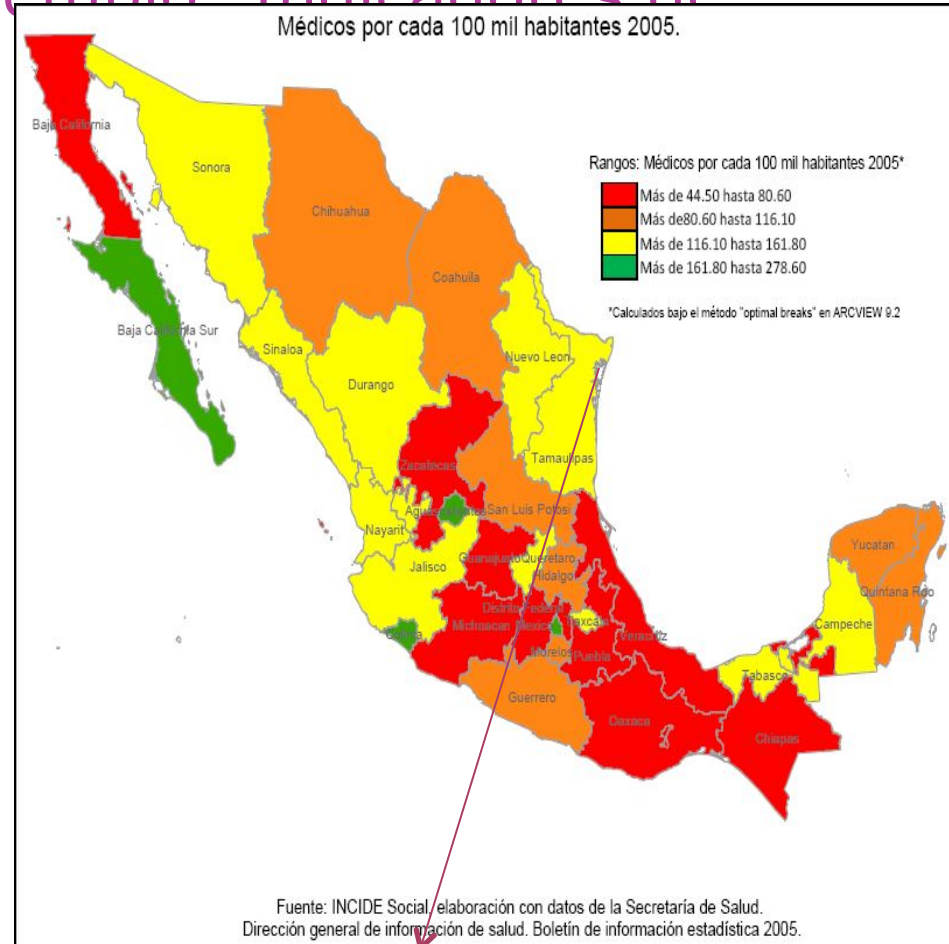 Médicos por cada 100 mil habitantes 2005.
Baja California
Sonora
Chihuahua
Rangos: Médicos por cada 100 mil habitantes 2005*
Más de 44.50 hasta 80.60
Más de80.60 hasta 116.10
Más de 116.10 hasta 161.80
Más de 161.80 hasta 278.60
*Calculados bajo el método "optimal breaks" en ARCVIEW 9.2
Coahuila
Baja California Sur
Sinaloa
Nuevo Leon
Durango
Tamaulipas
Zacatecas
San Luis Potosi
Nayarit
Jalisco
Guanajuato
Queretaro
Hidalgo
Yucatan
Quintana Roo
Distrito Federal
Michoacan
Mexico
Veracruz
Campeche
Morelos
Puebla
Tabasco
Guerrero
Oaxaca
Chiapas
Fuente: INCIDE Social, elaboración con datos de la Secretaría de Salud.
Dirección general de información de salud. Boletín de información estadística 2005.